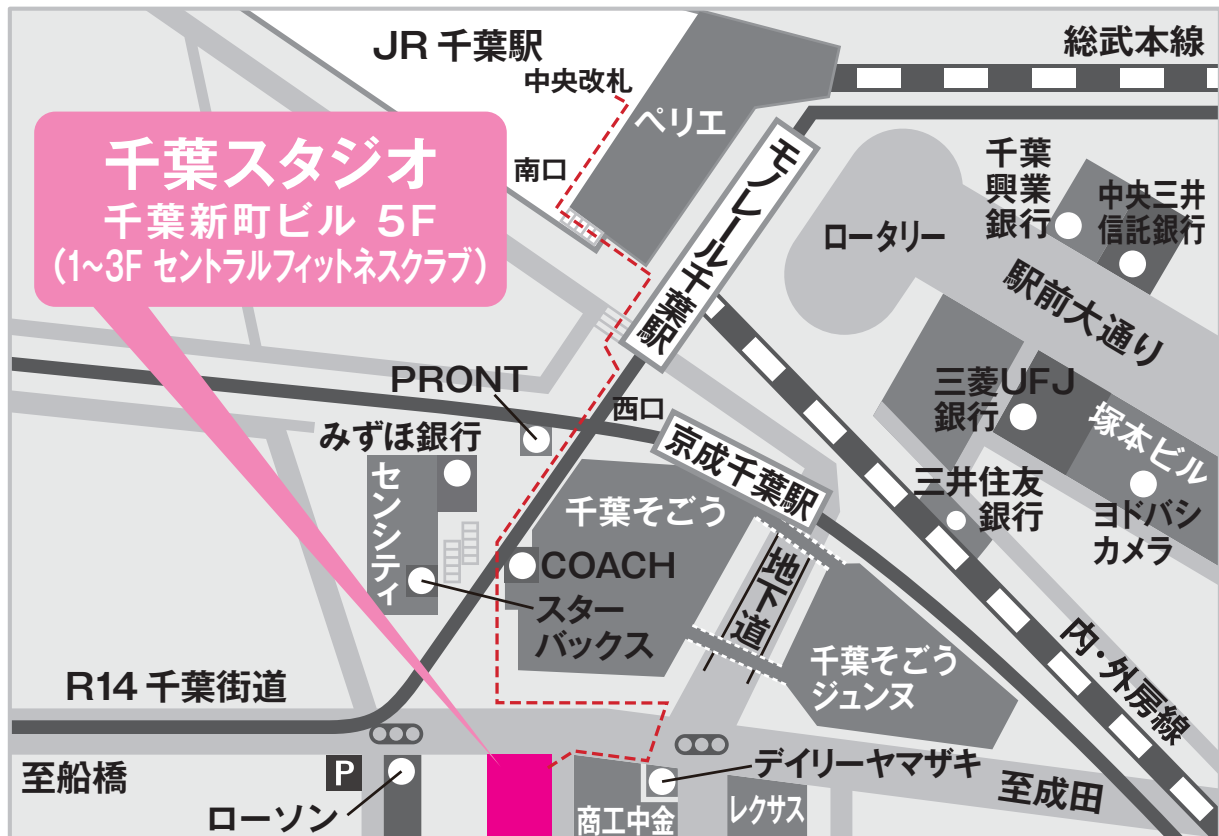 JR 千葉駅
中央改札
総武本線
ペリエ
南口
千葉スタジオ
千葉新町ビル 5F
(1~3F セントラルフィットネスクラブ)
モノレール千葉駅
ロータリー
千葉
興業
銀行
中央三井
信託銀行
駅前大通り
PRONT
西口
みずほ銀行
三菱UFJ
銀行
塚本ビル
京成千葉駅
センシティ
千葉そごう
三井住友
銀行
ヨドバシ
カメラ
COACH
スター
バックス
地下道
千葉そごう
ジュンヌ
内・外房線
R14 千葉街道
至船橋
P
ローソン
デイリーヤマザキ
至成田
商工中金
レクサス